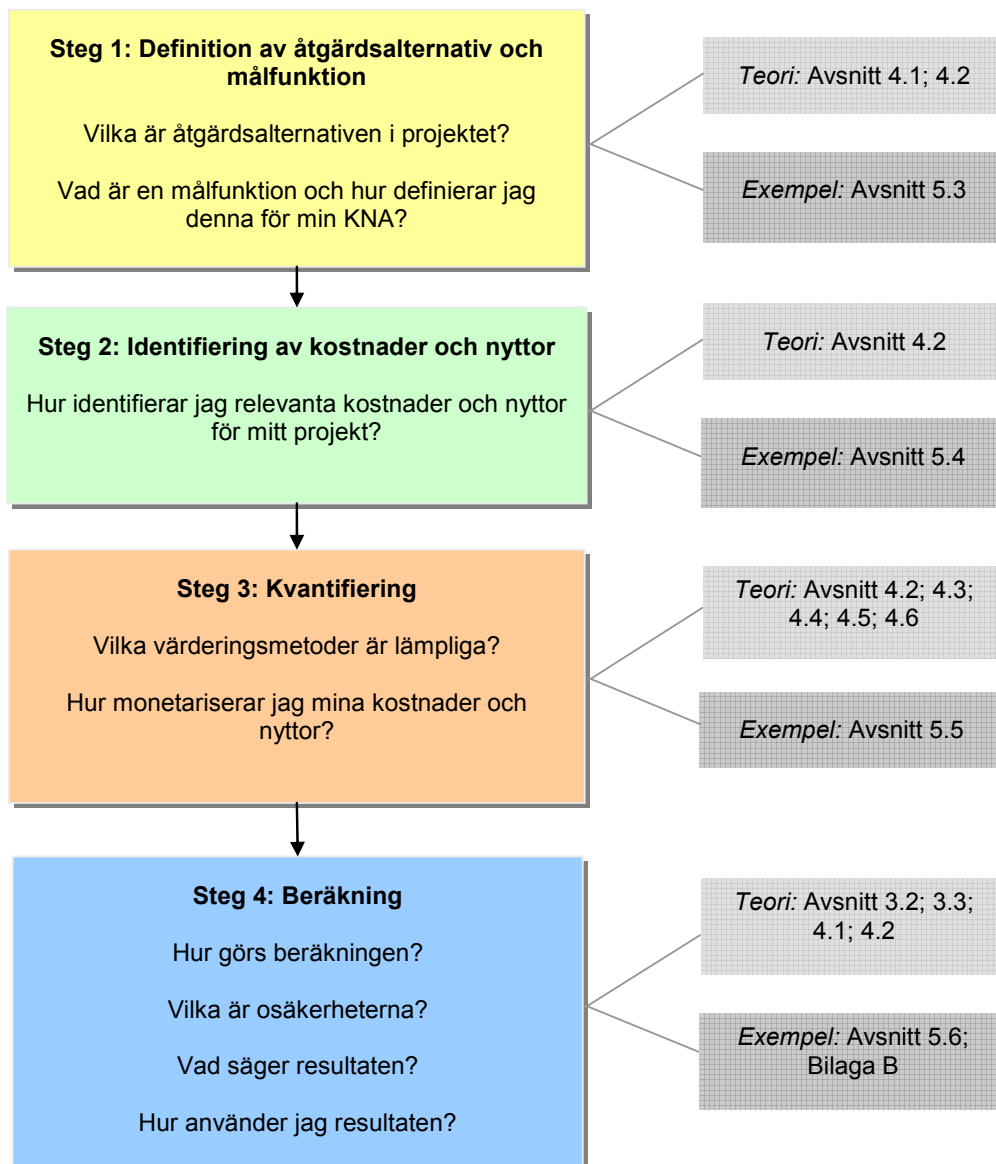 Steg 1: Definition av åtgärdsalternativ och
målfunktion
Vilka är åtgärdsalternativen i projektet?
Vad är en målfunktion och hur definierar jag
denna för min KNA?
Teori: Avsnitt 4.1; 4.2
Exempel: Avsnitt 5.3
Steg 2: Identifiering av kostnader och nyttor
Hur identifierar jag relevanta kostnader och nyttor
för mitt projekt?
Teori: Avsnitt 4.2
Exempel: Avsnitt 5.4
Steg 3: Kvantifiering
Vilka värderingsmetoder är lämpliga?
Hur monetariserar jag mina kostnader och
nyttor?
Teori: Avsnitt 4.2; 4.3;
4.4; 4.5; 4.6
Exempel: Avsnitt 5.5
Steg 4: Beräkning
Hur görs beräkningen?
Vilka är osäkerheterna?
Vad säger resultaten?
Hur använder jag resultaten?
Teori: Avsnitt 3.2; 3.3;
4.1; 4.2
Exempel: Avsnitt 5.6;
Bilaga B